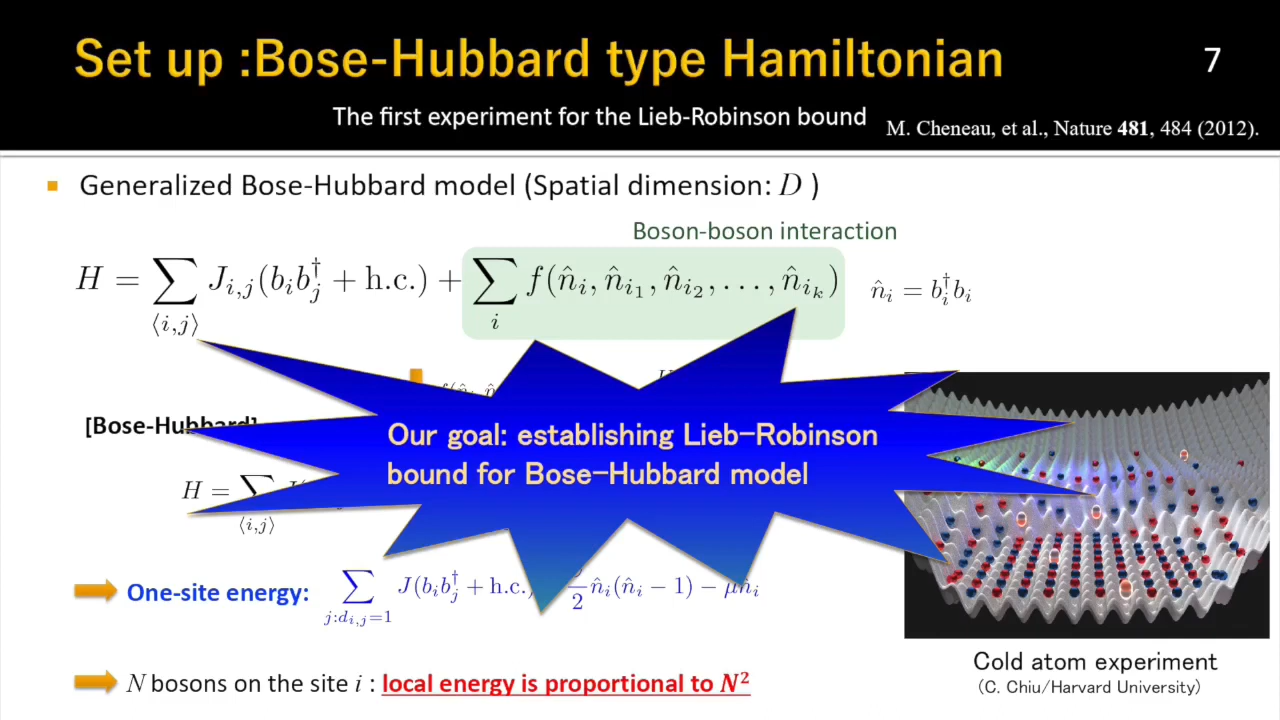 Set up :Bose-Hubbard type Hamiltonian
7
The first experiment for the Lieb-Robinson bound
M. Cheneau, et al., Nature 481, 484 (2012).
Generalized Bose-Hubbard model (Spatial dimension: D )
Boson-boson interaction
H = ∑_{⟨i,j⟩} J_{i,j}(b_i b_j^† + h.c.) + ∑_i f(n̂_i, n̂_{i_1}, n̂_{i_2}, . . . , n̂_{i_k})
n̂_i = b_i^† b_i
[Bose-Hubbard]
Our goal: establishing Lieb-Robinson
bound for Bose-Hubbard model
H = ∑_{⟨i,j⟩}
One-site energy: ∑_{j:d_{i,j}=1} J(b_i b_j^† + h.c.) 2 n̂_i(n̂_i − 1) − μn̂_i
N bosons on the site i : local energy is proportional to N²
Cold atom experiment
(C. Chiu/Harvard University)